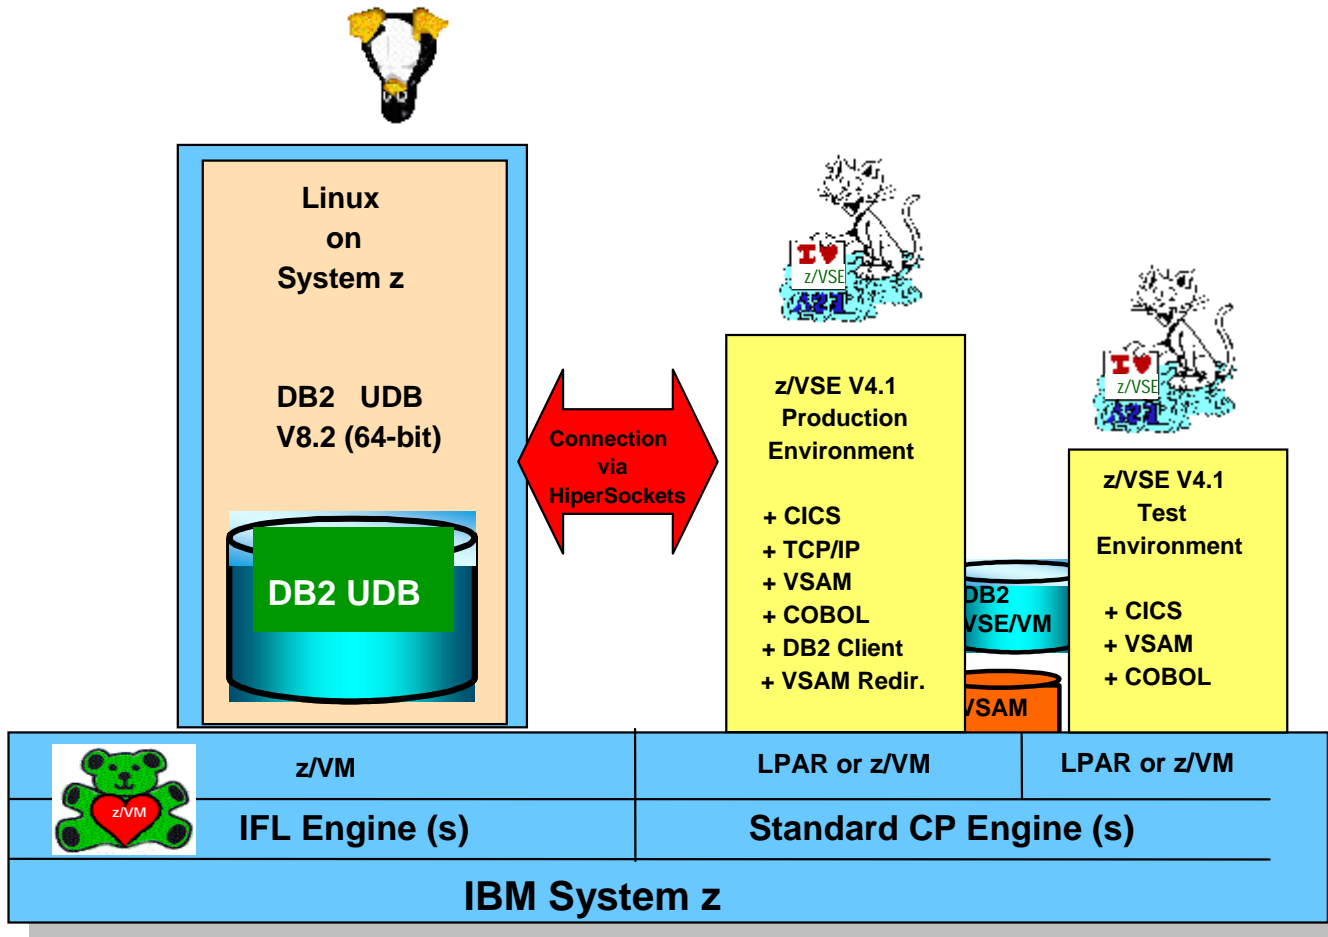 Linux
on
System z
DB2 UDB
V8.2 (64-bit)
DB2 UDB
Connection
via
HiperSockets
I
z/VSE
z/VSE V4.1
Production
Environment
+ CICS
+ TCP/IP
+ VSAM
+ COBOL
+ DB2 Client
+ VSAM Redir.
DB2
VSE/VM
VSAM
I
z/VSE
z/VSE V4.1
Test
Environment
+ CICS
+ VSAM
+ COBOL
z/VM
LPAR or z/VM
LPAR or z/VM
z/VM
IFL Engine (s)
Standard CP Engine (s)
IBM System z